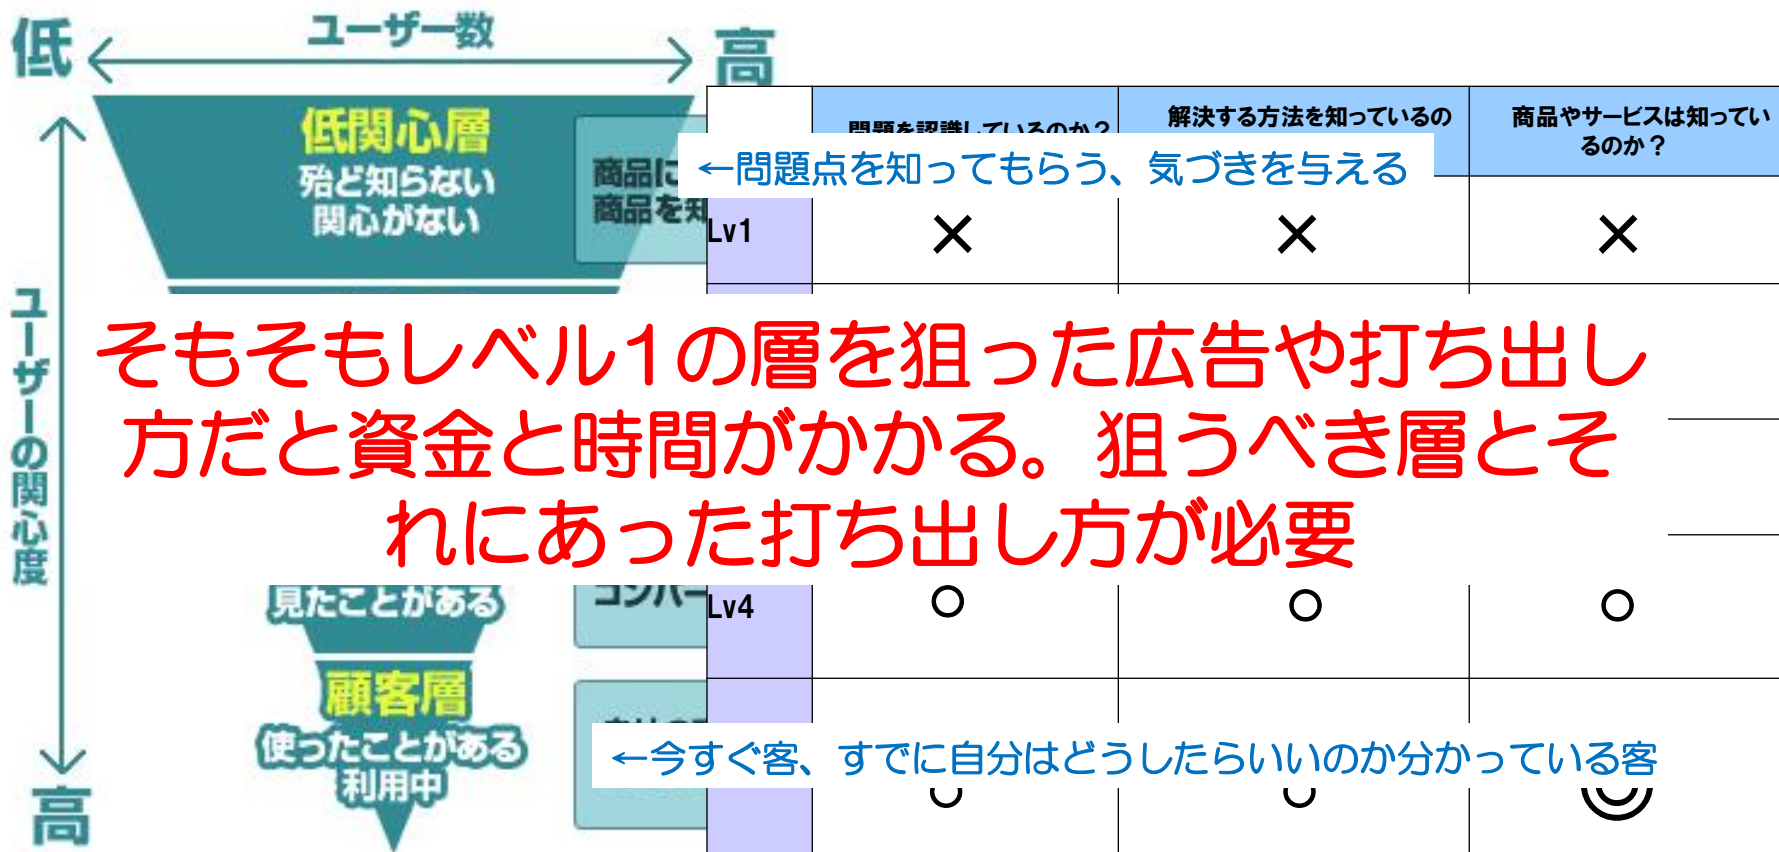 低
ユーザー数
高
低関心層
殆ど知らない
関心がない
商品に
商品を知
問題を認識しているのか？
解決する方法を知っているの
商品やサービスは知ってい
るのか？
←問題点を知ってもらう、気づきを与える
Lv1
×
×
×
ユーザーの関心度
そもそもレベル1の層を狙った広告や打ち出し
方だと資金と時間がかかる。狙うべき層とそ
れにあった打ち出し方が必要
見たことがある
コンバー
Lv4
○
○
○
顧客層
使ったことがある
利用中
←今すぐ客、すでに自分はどうしたらいいのか分かっている客
○
○
◎
高